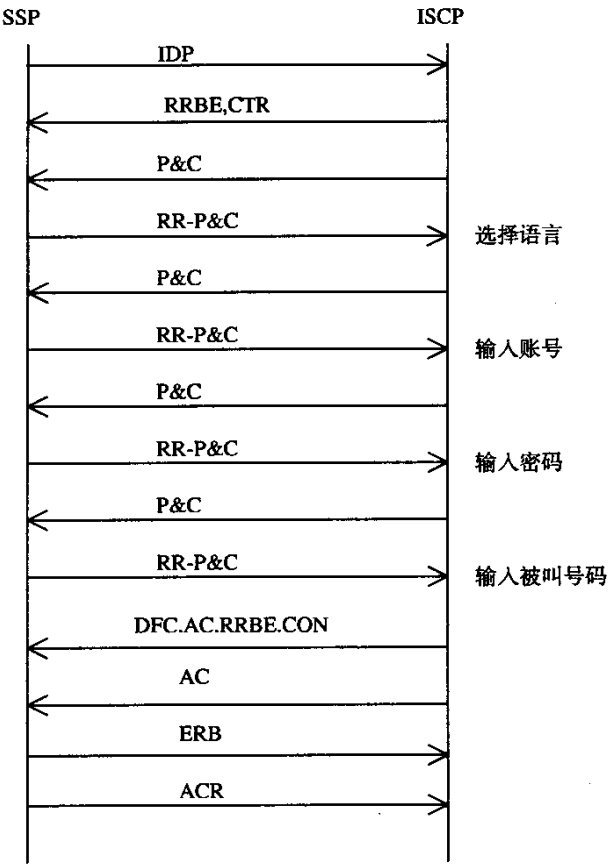 SSP ISCP
IDP
RRBE,CTR
P&C
RR-P&C 选择语言
P&C
RR-P&C 输入账号
P&C
RR-P&C 输入密码
P&C
RR-P&C 输入被叫号码
DFC.AC.RRBE.CON
AC
ERB
ACR